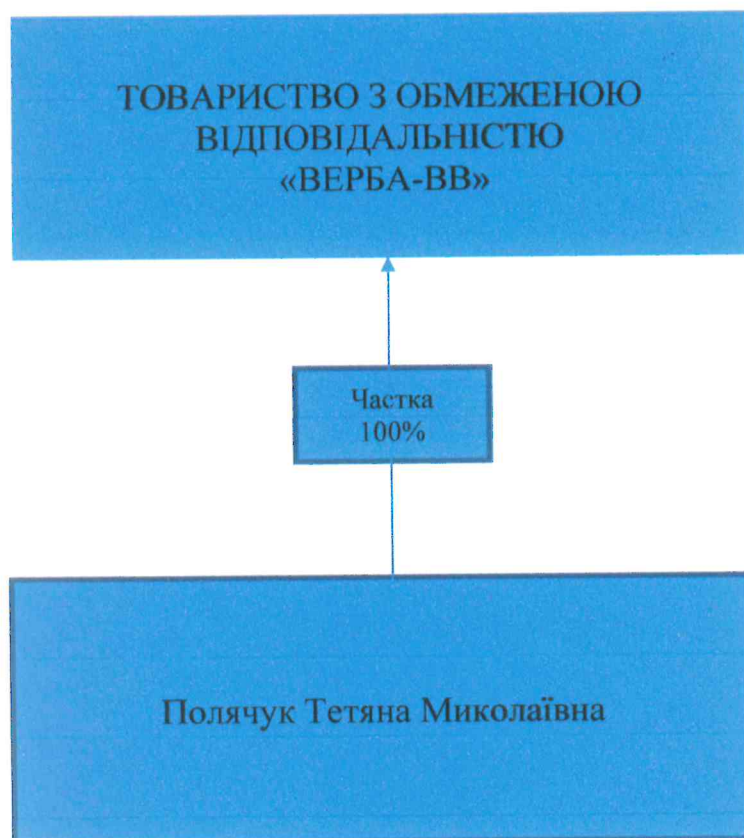 ТОВАРИСТВО З ОБМЕЖЕНОЮ
ВІДПОВІДАЛЬНІСТЮ
«ВЕРБА-ВВ»
Частка
100%
Полячук Тетяна Миколаївна